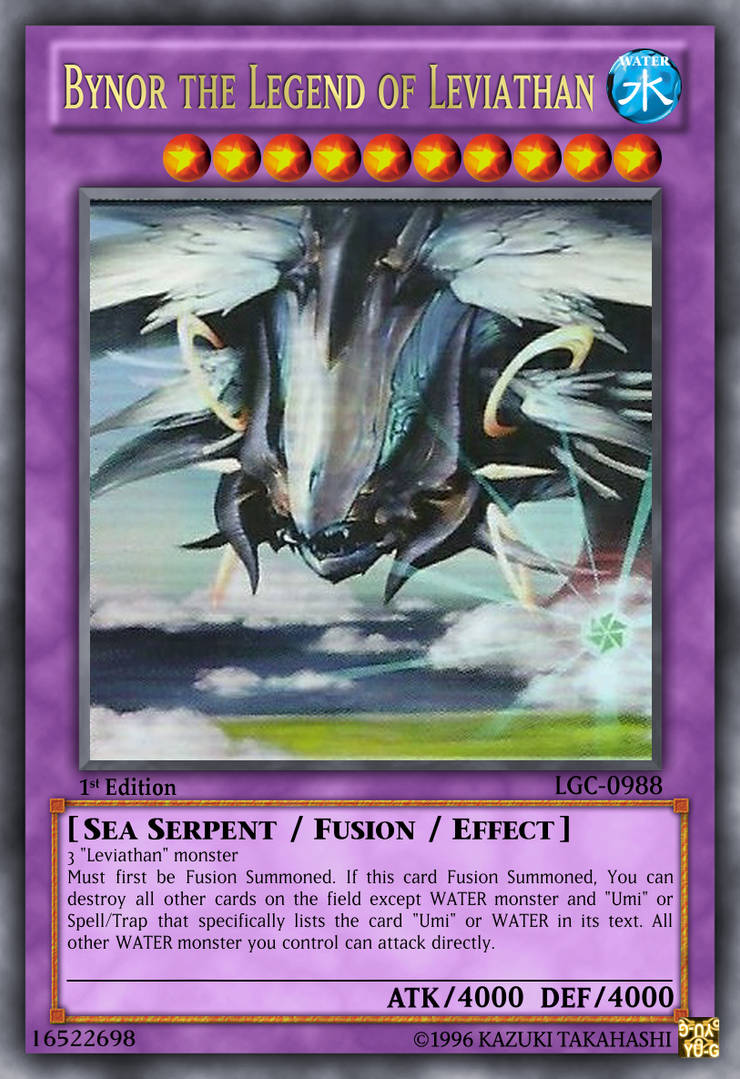 BYNOR THE LEGEND OF LEVIATHAN
WATER
水
1st Edition
LGC-0988
[ SEA SERPENT / FUSION / EFFECT ]
3 "Leviathan" monster
Must first be Fusion Summoned. If this card Fusion Summoned, You can
destroy all other cards on the field except WATER monster and "Umi" or
Spell/Trap that specifically lists the card "Umi" or WATER in its text. All
other WATER monster you control can attack directly.
ATK/4000 DEF/4000
16522698
©1996 KAZUKI TAKAHASHI